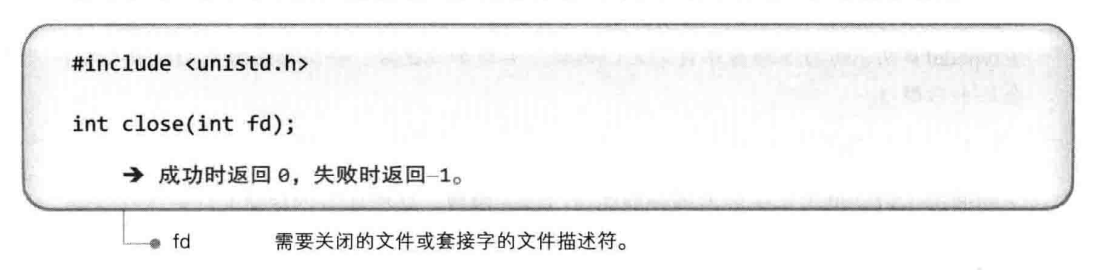 #include <unistd.h>
int close(int fd);
➔ 成功时返回 0，失败时返回–1。
fd 需要关闭的文件或套接字的文件描述符。